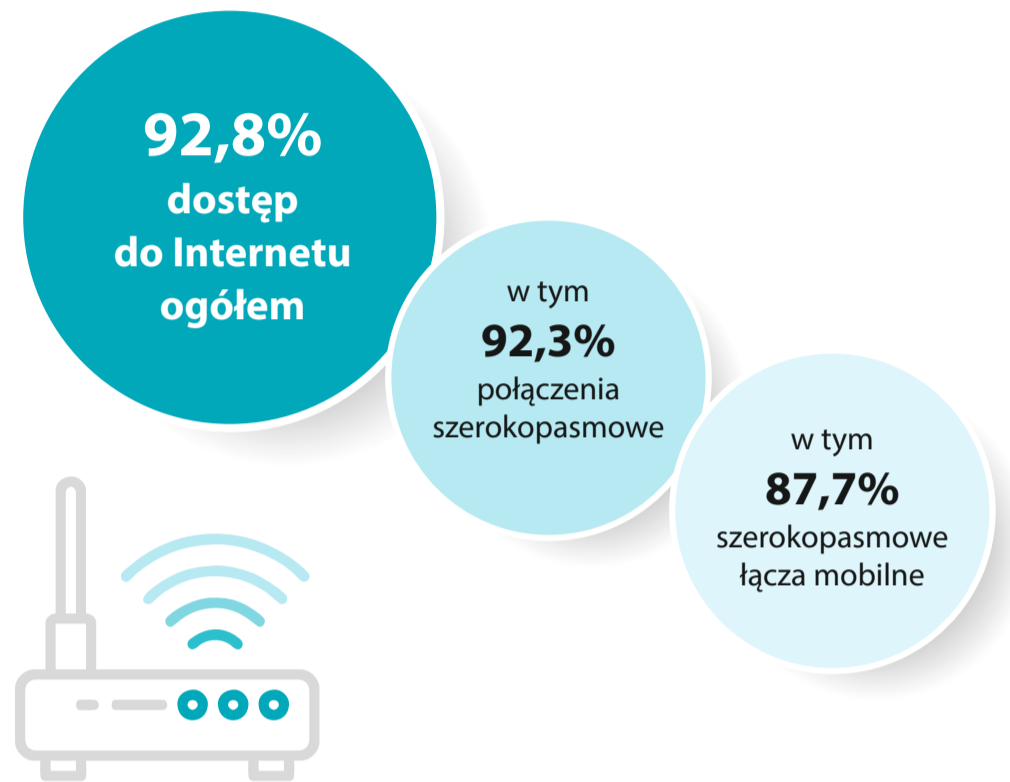 92,8%
dostęp
do Internetu
ogółem
w tym
92,3%
połączenia
szerokopasmowe
w tym
87,7%
szerokopasmowe
łącza mobilne